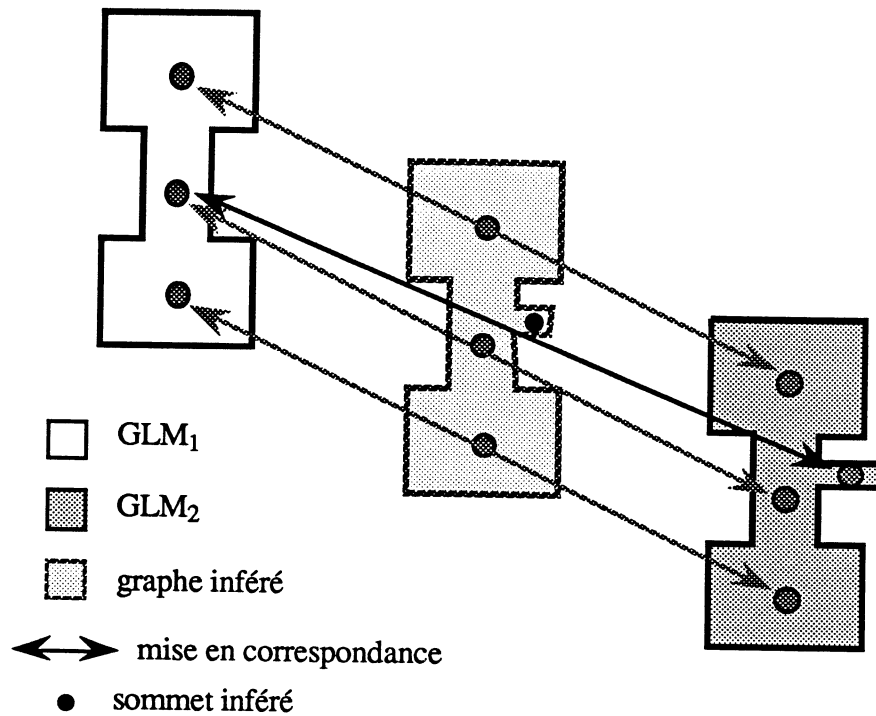 GLM₁
GLM₂
graphe inféré
mise en correspondance
sommet inféré